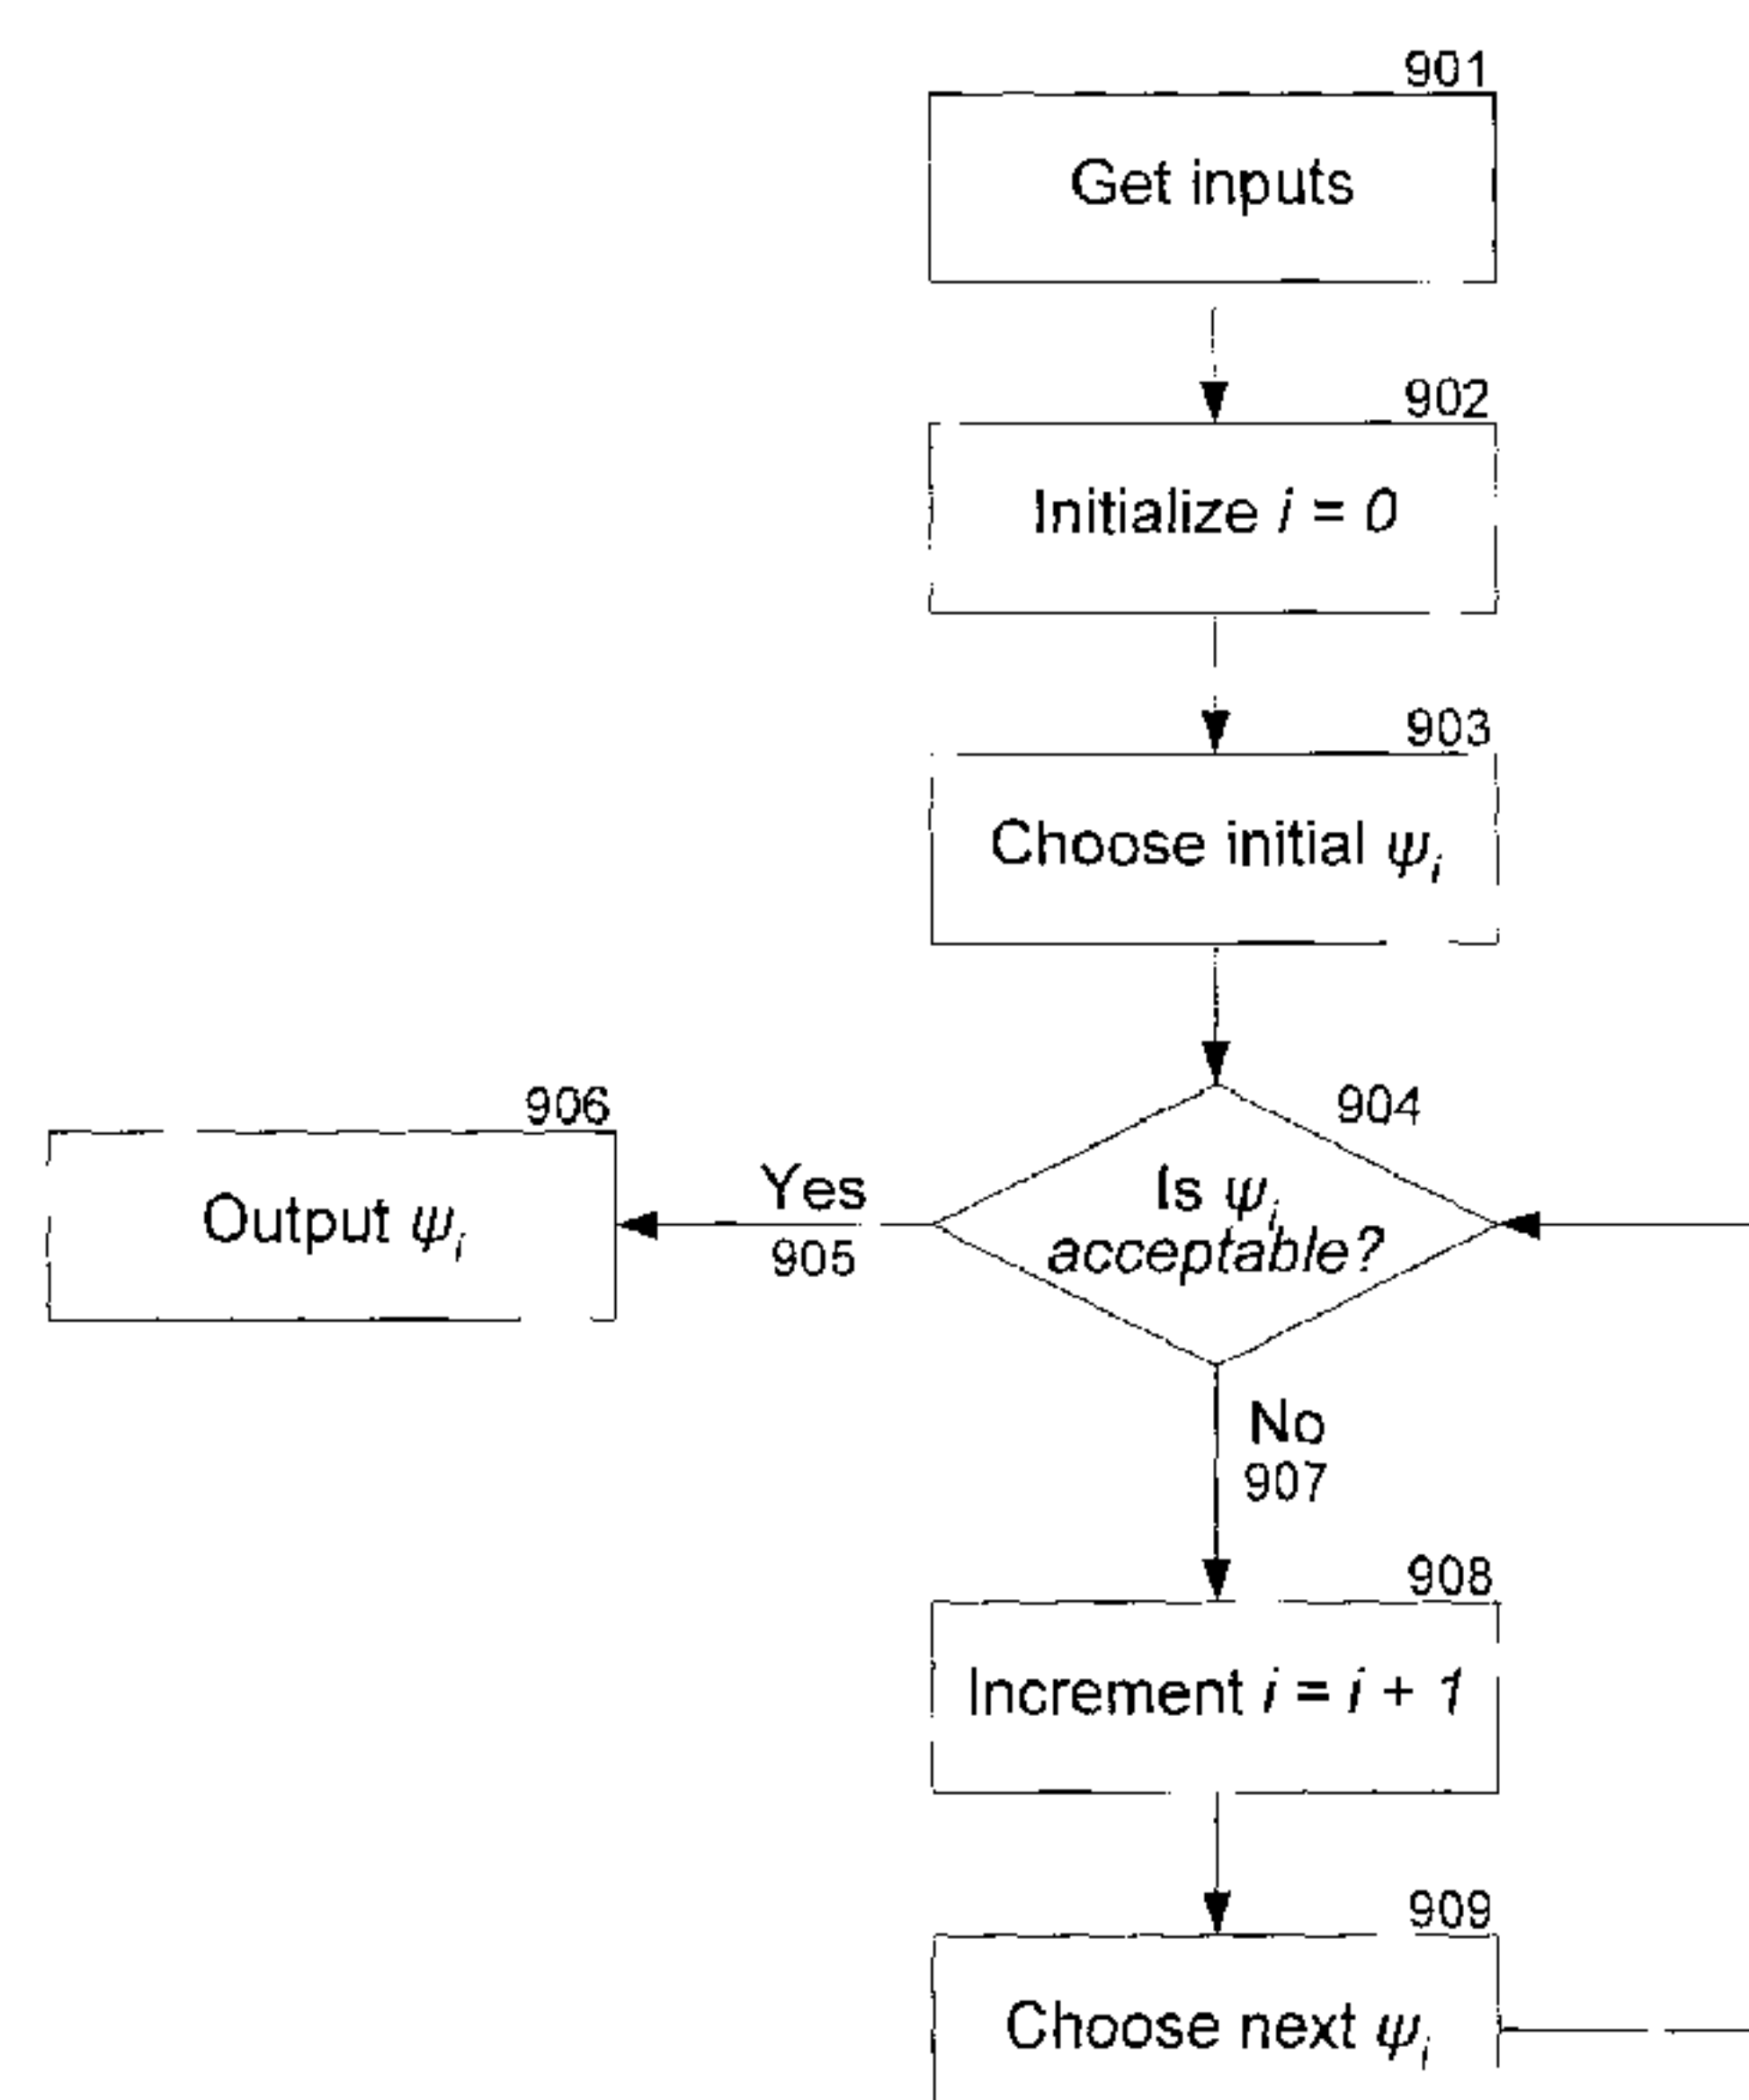 901
Get inputs
902
Initialize i = 0
903
Choose initial ψi
904
Is ψi
acceptable?
Yes
905
906
Output ψi
No
907
908
Increment i = i + 1
909
Choose next ψi